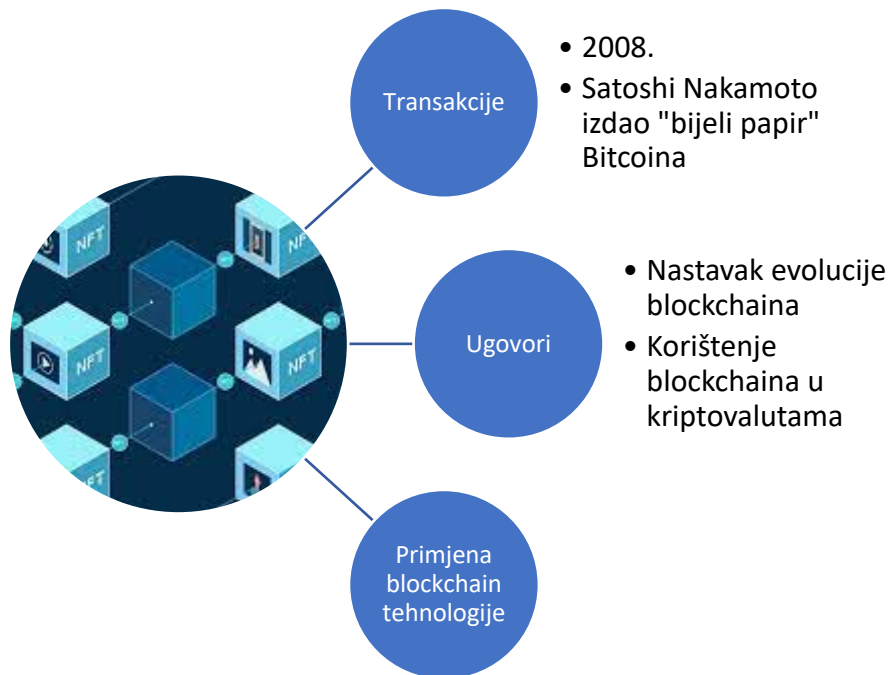 Transakcije
• 2008.
• Satoshi Nakamoto
izdao "bijeli papir"
Bitcoina
NFT
NFT
NFT
NFT
Ugovori
• Nastavak evolucije
blockchaina
• Korištenje
blockchaina u
kriptovalutama
Primjena
blockchain
tehnologije